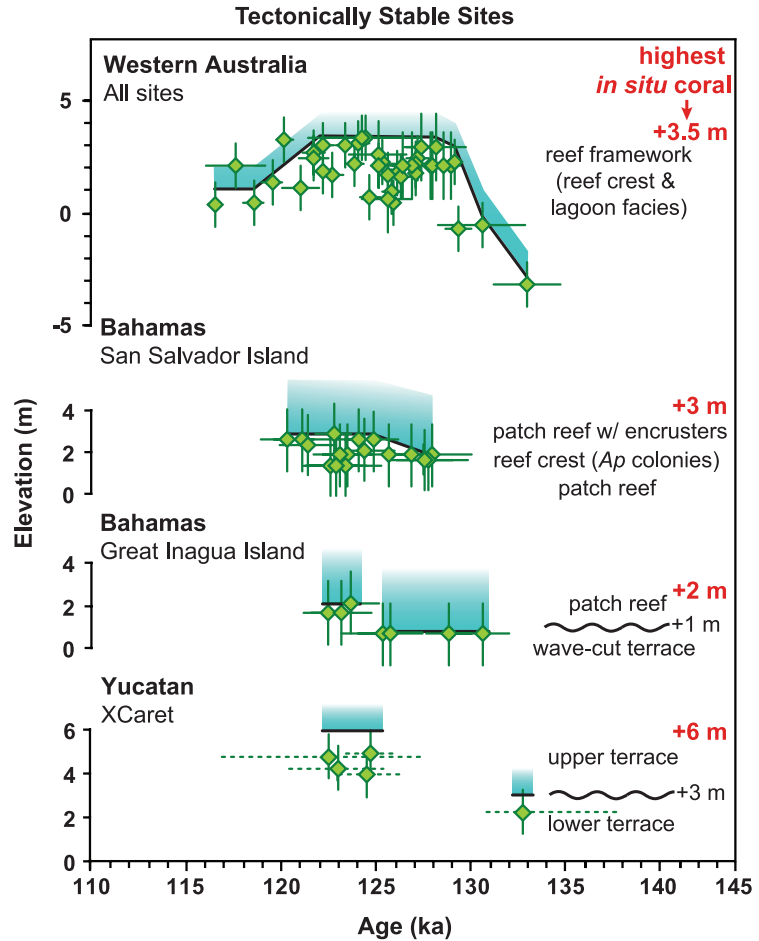 Tectonically Stable Sites
Western Australia
All sites
highest
in situ coral
+3.5 m
reef framework
(reef crest &
lagoon facies)
5
0
-5
Bahamas
San Salvador Island
+3 m
patch reef w/ encrusters
reef crest (Ap colonies)
patch reef
4
2
0
Elevation (m)
Bahamas
Great Inagua Island
+2 m
patch reef
+1 m
wave-cut terrace
4
2
0
Yucatan
XCaret
+6 m
upper terrace
+3 m
lower terrace
6
4
2
0
110 115 120 125 130 135 140 145
Age (ka)